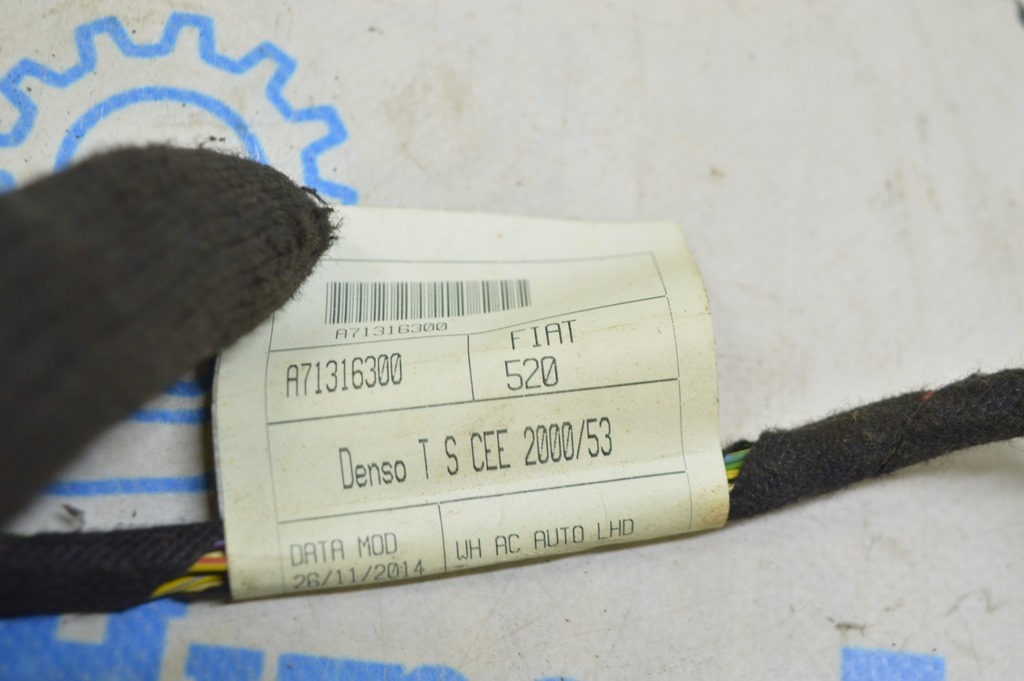 A71316300
A71316300
FIAT
520
Denso T S CEE 2000/53
DATA MOD
26/11/2014
WH AC AUTO LHD